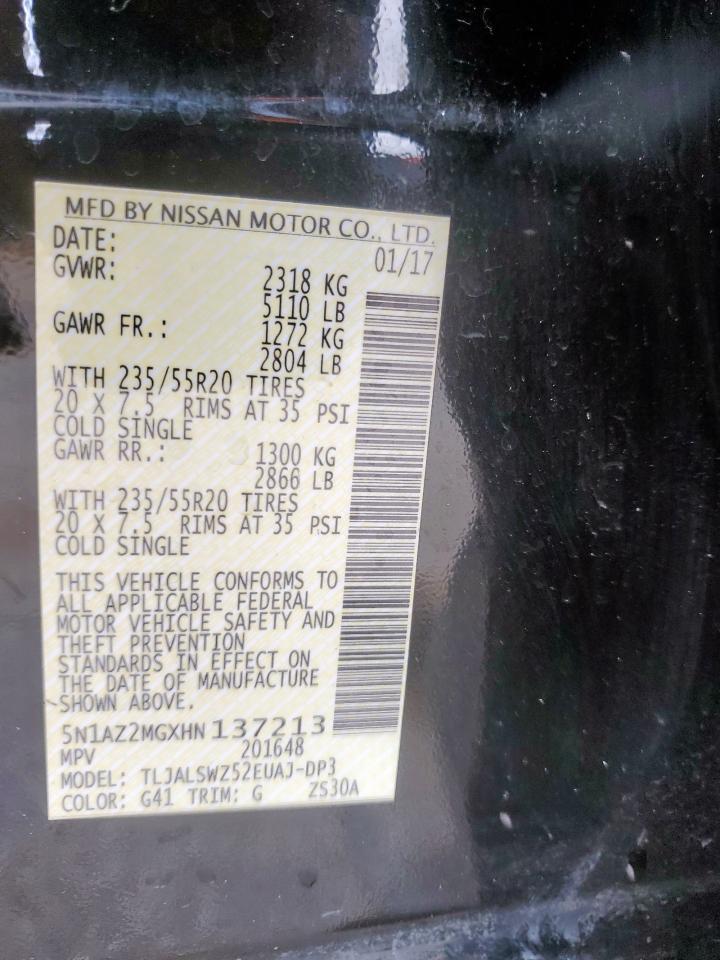 MFD BY NISSAN MOTOR CO., LTD.
DATE: 01/17
GVWR: 2318 KG
5110 LB
GAWR FR.: 1272 KG
2804 LB
WITH 235/55R20 TIRES
20 X 7.5 RIMS AT 35 PSI
COLD SINGLE
GAWR RR.: 1300 KG
2866 LB
WITH 235/55R20 TIRES
20 X 7.5 RIMS AT 35 PSI
COLD SINGLE
THIS VEHICLE CONFORMS TO
ALL APPLICABLE FEDERAL
MOTOR VEHICLE SAFETY AND
THEFT PREVENTION
STANDARDS IN EFFECT ON
THE DATE OF MANUFACTURE
SHOWN ABOVE.
5N1AZ2MGXHN137213
MPV 201648
MODEL: TLJALSWZ52EUAJ-DP3
COLOR: G41 TRIM: G ZS30A